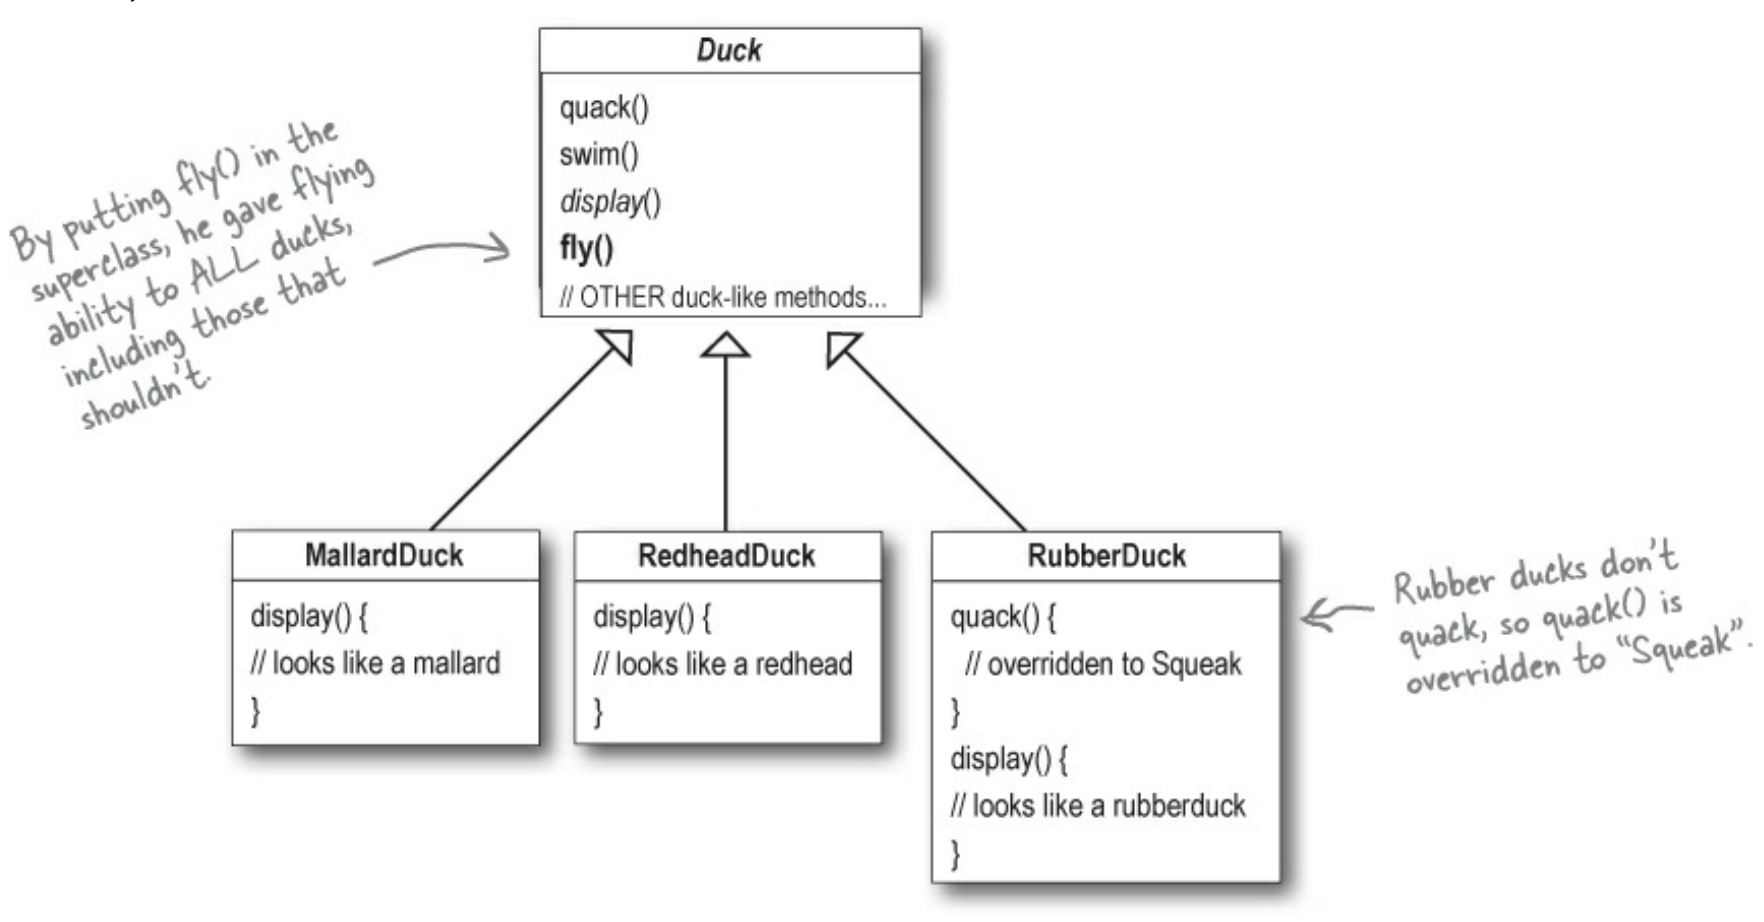 Duck
quack()
swim()
display()
fly()
// OTHER duck-like methods...
By putting fly() in the
superclass, he gave flying
ability to ALL ducks,
including those that
shouldn't.
MallardDuck
display() {
// looks like a mallard
}
RedheadDuck
display() {
// looks like a redhead
}
RubberDuck
quack() {
// overridden to Squeak
}
display() {
// looks like a rubberduck
}
Rubber ducks don't
quack, so quack() is
overridden to "Squeak".